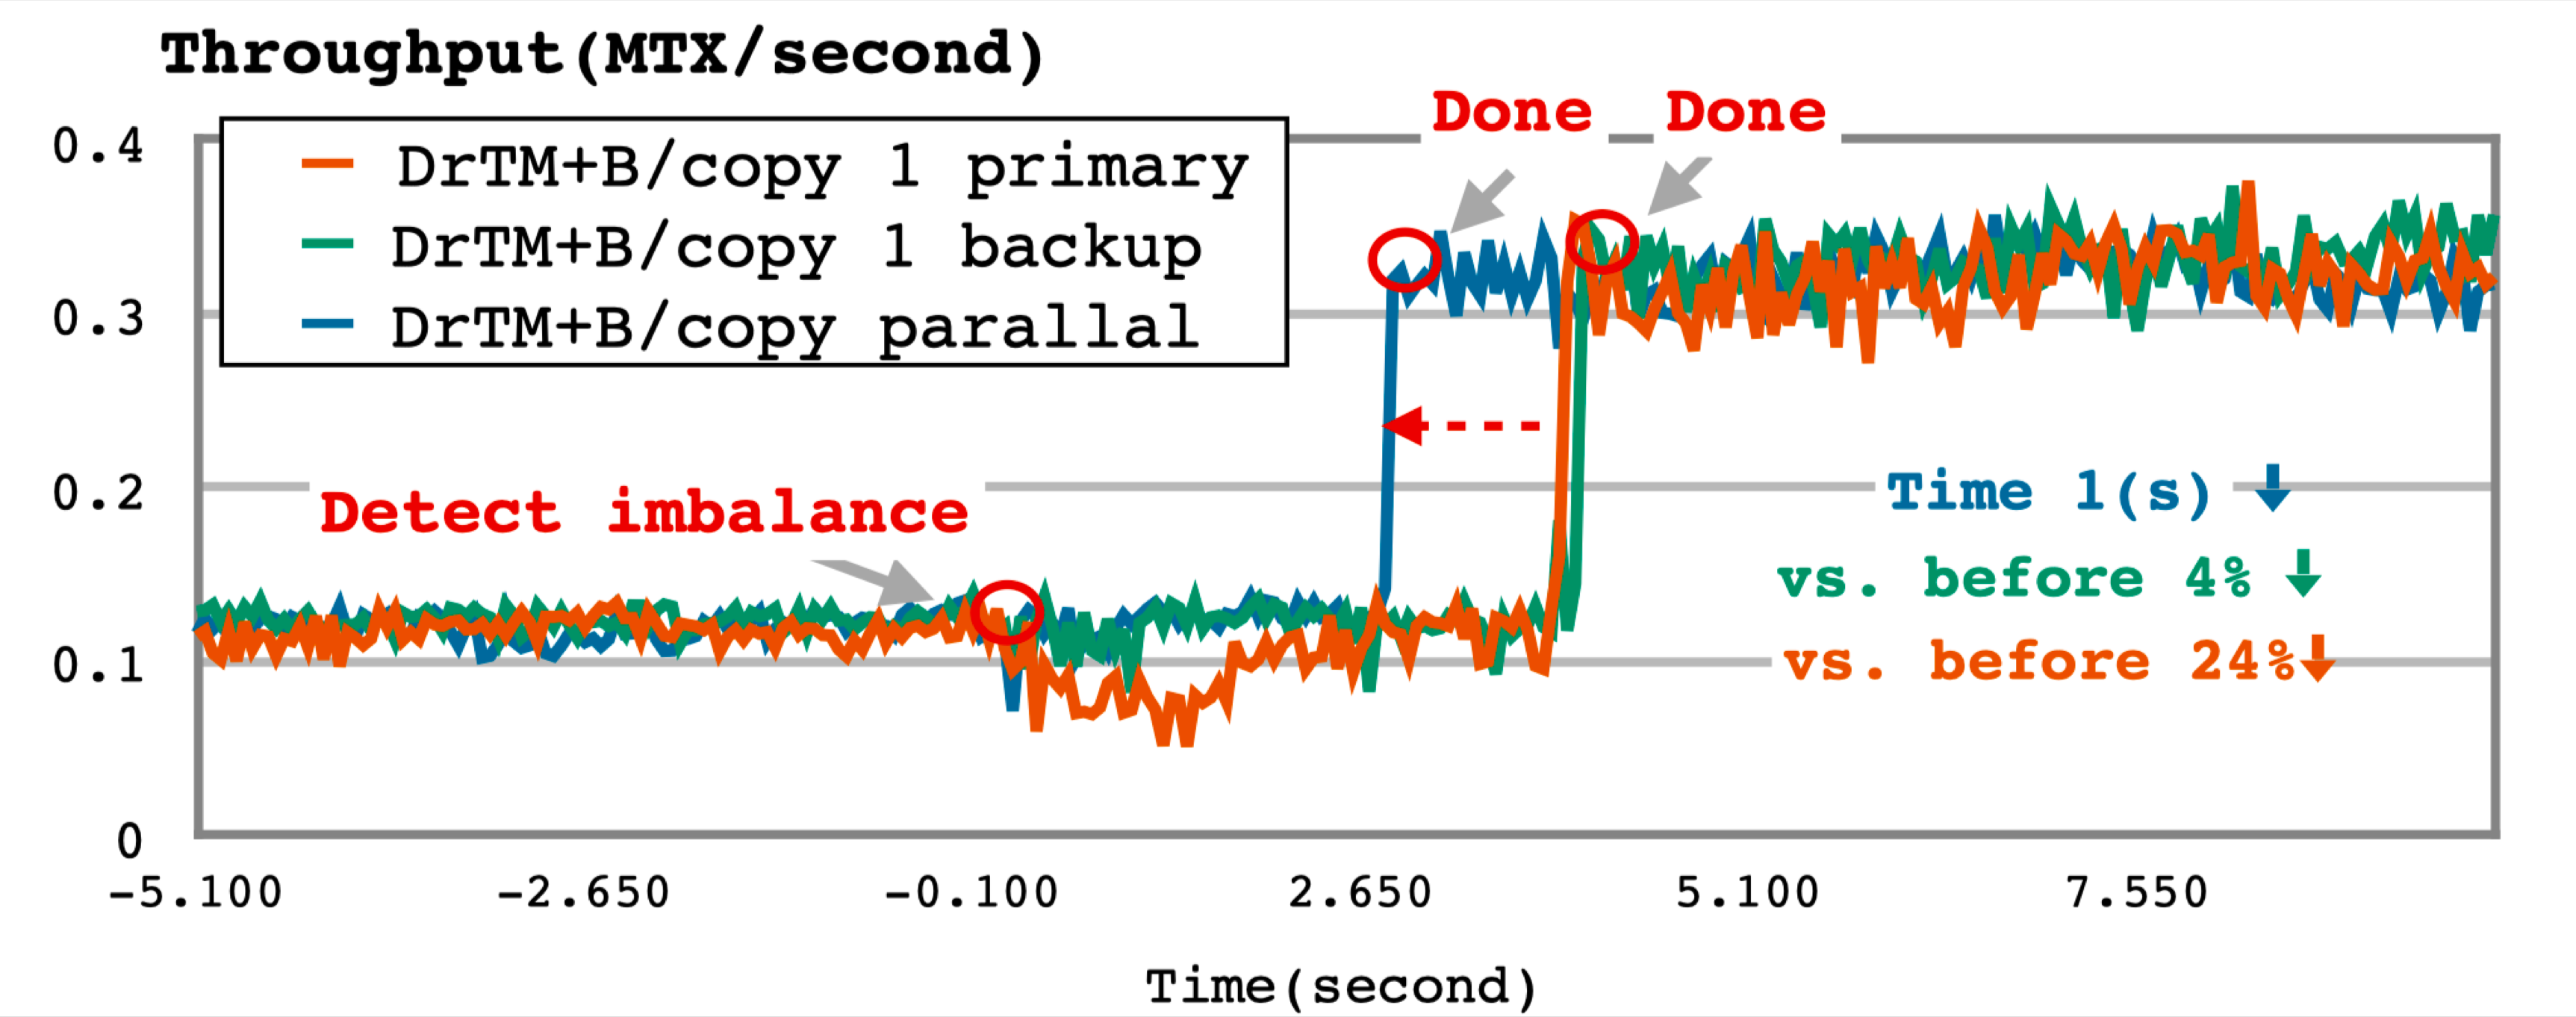 Throughput(MTX/second)
Done Done
0.4
DrTM+B/copy 1 primary
DrTM+B/copy 1 backup
0.3
DrTM+B/copy parallal
0.2
Detect imbalance
Time 1(s)
vs. before 4%
0.1
vs. before 24%
0
-5.100 -2.650 -0.100 2.650 5.100 7.550
Time(second)